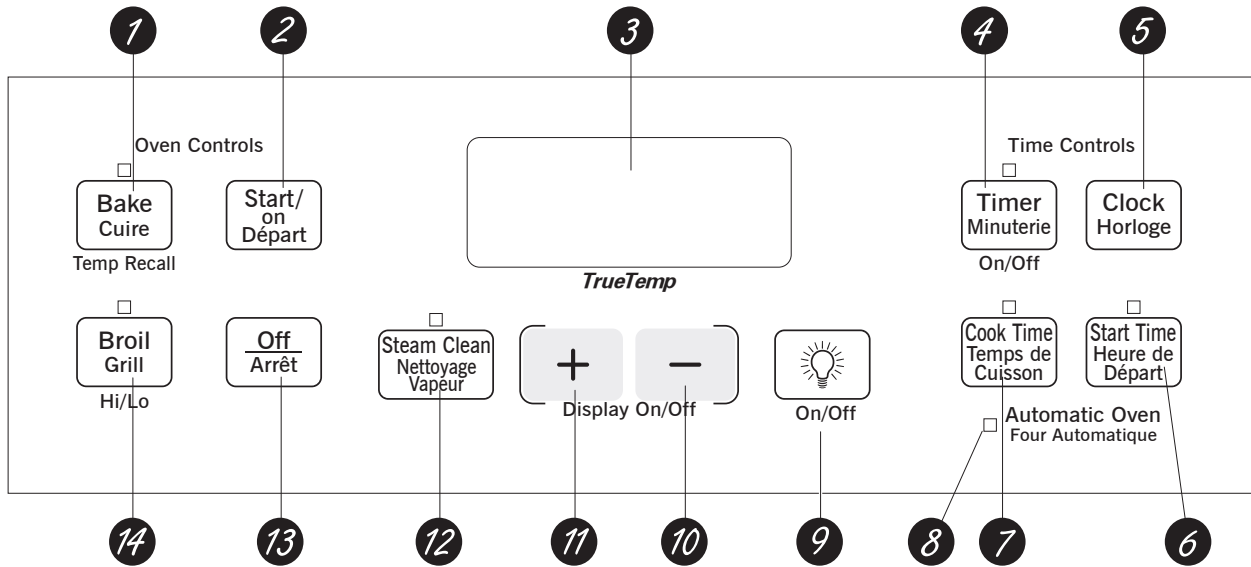 1
2
3
4
5
Oven Controls
Time Controls
Bake
Cuire
Temp Recall
Start/
on
Départ
TrueTemp
Timer
Minuterie
On/Off
Clock
Horloge
Broil
Grill
Hi/Lo
Off
Arrêt
Steam Clean
Nettoyage
Vapeur
+
−
Display On/Off
On/Off
Cook Time
Temps de
Cuisson
Start Time
Heure de
Départ
Automatic Oven
Four Automatique
14
13
12
11
10
9
8
7
6